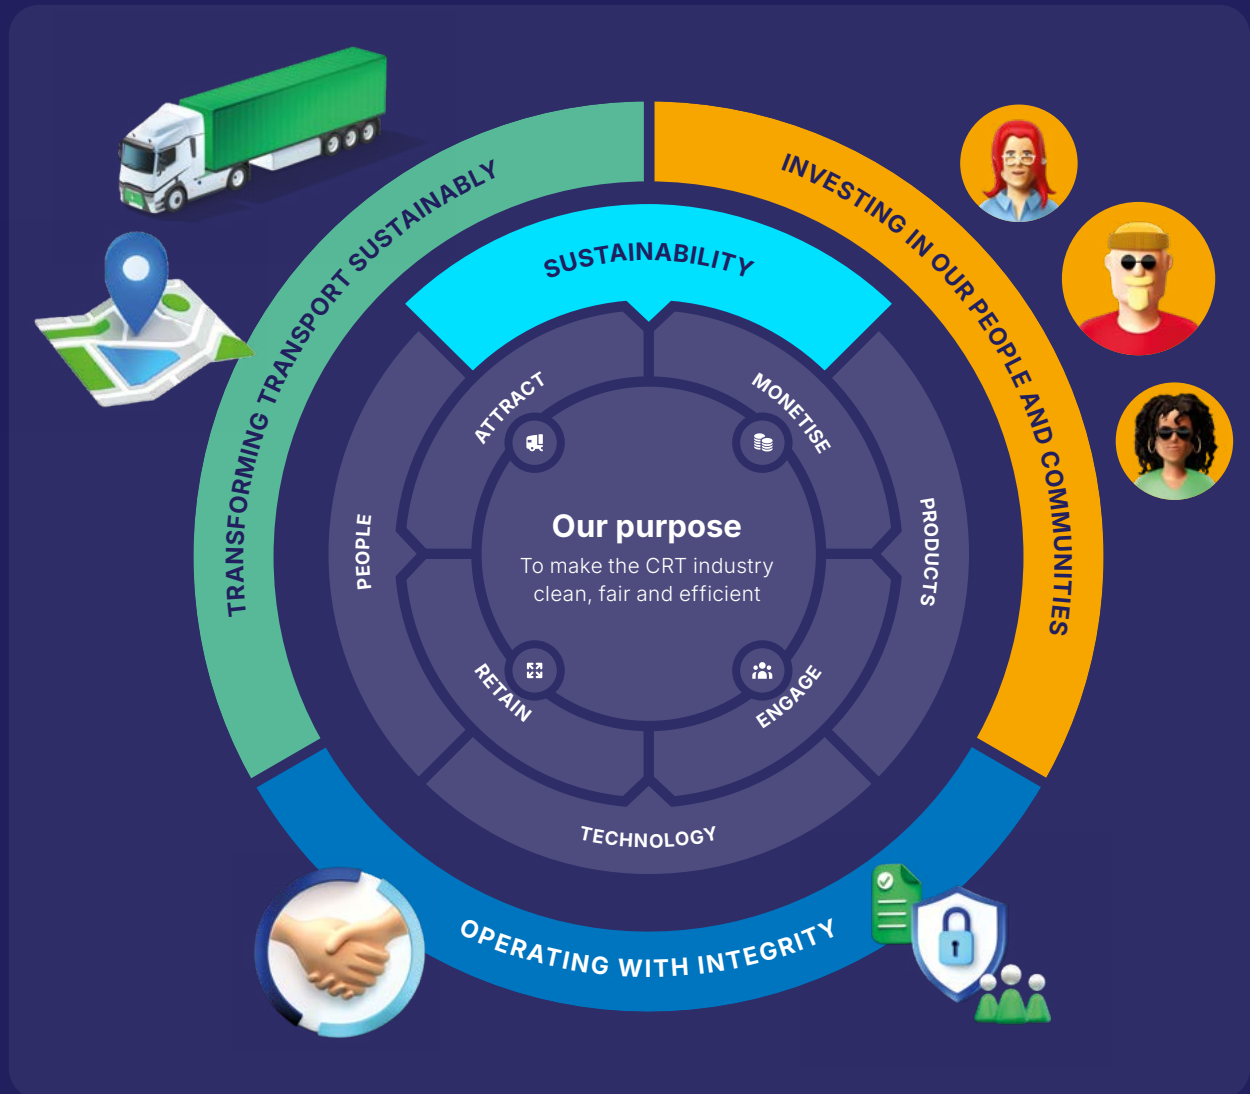 TRANSFORMING TRANSPORT SUSTAINABLY
INVESTING IN OUR PEOPLE AND COMMUNITIES
SUSTAINABILITY
ATTRACT
MONETISE
PEOPLE
PRODUCTS
Our purpose
To make the CRT industry
clean, fair and efficient
RETAIN
ENGAGE
TECHNOLOGY
OPERATING WITH INTEGRITY